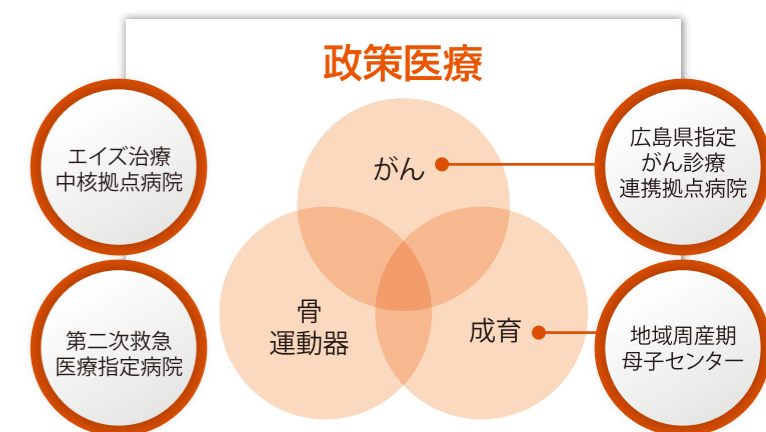 政策医療
エイズ治療
中核拠点病院
がん
広島県指定
がん診療
連携拠点病院
第二次救急
医療指定病院
骨
運動器
成育
地域周産期
母子センター